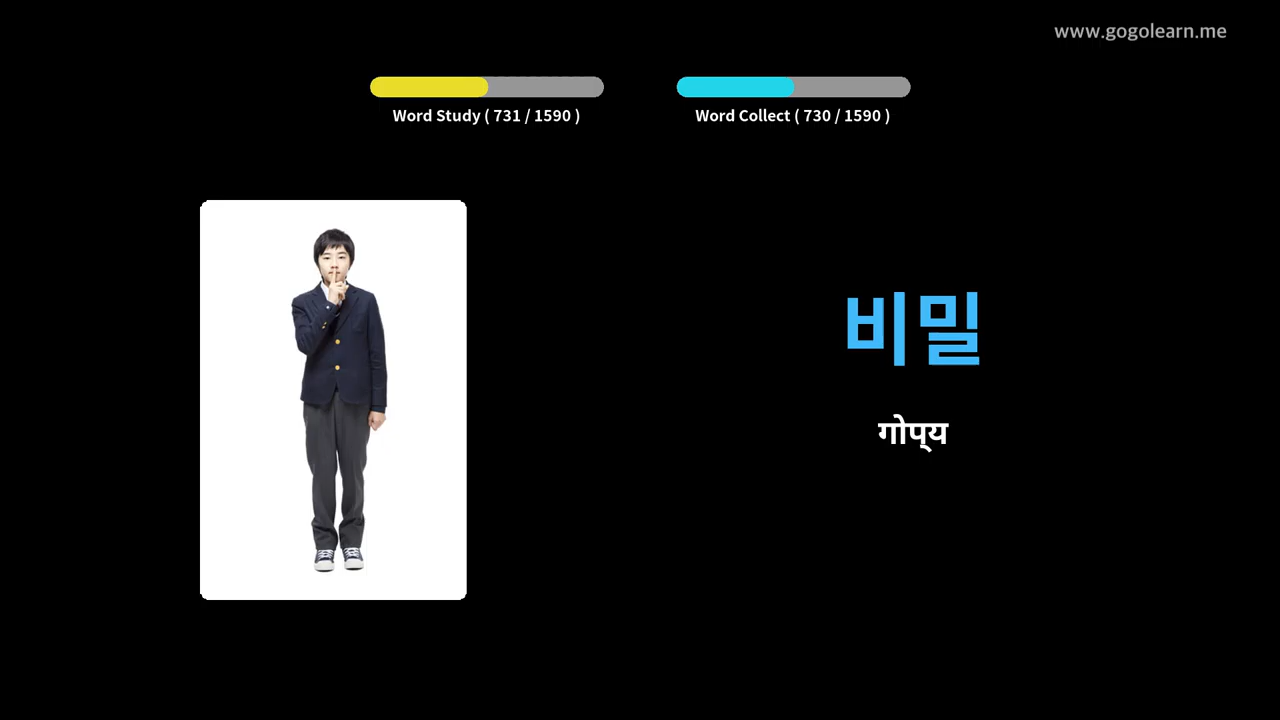 www.gogolearn.me
Word Study ( 731 / 1590 )
Word Collect ( 730 / 1590 )
비밀
गोप्य